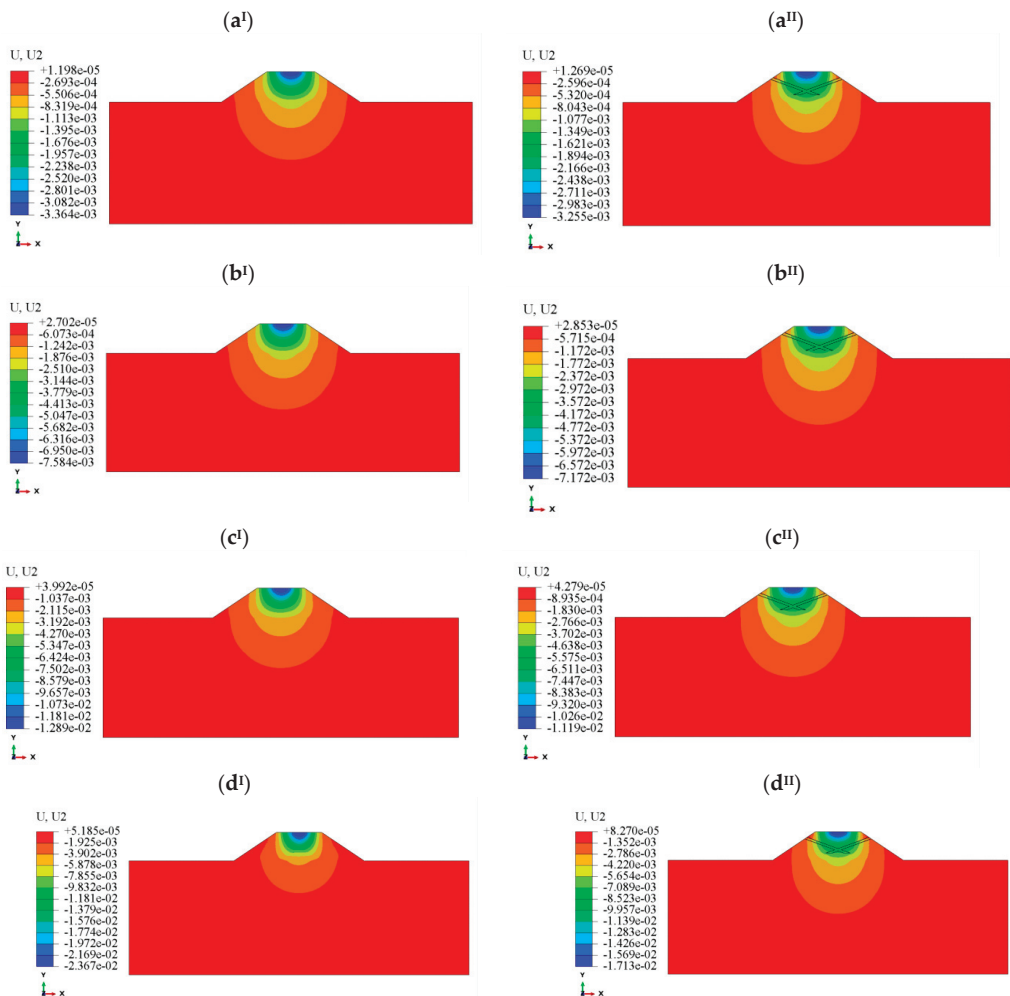 (aᴵ)
U, U2
+1.198e-05
-2.693e-04
-5.506e-04
-8.319e-04
-1.113e-03
-1.395e-03
-1.676e-03
-1.957e-03
-2.238e-03
-2.520e-03
-2.801e-03
-3.082e-03
-3.364e-03
Y
Z X
(aᴵᴵ)
U, U2
+1.269e-05
-2.596e-04
-5.320e-04
-8.043e-04
-1.077e-03
-1.349e-03
-1.621e-03
-1.894e-03
-2.166e-03
-2.438e-03
-2.711e-03
-2.983e-03
-3.255e-03
Y
Z X
(bᴵ)
U, U2
+2.702e-05
-6.073e-04
-1.242e-03
-1.876e-03
-2.510e-03
-3.144e-03
-3.779e-03
-4.413e-03
-5.047e-03
-5.682e-03
-6.316e-03
-6.950e-03
-7.584e-03
Y
Z X
(bᴵᴵ)
U, U2
+2.853e-05
-5.715e-04
-1.172e-03
-1.772e-03
-2.372e-03
-2.972e-03
-3.572e-03
-4.172e-03
-4.772e-03
-5.372e-03
-5.972e-03
-6.572e-03
-7.172e-03
Y
Z X
(cᴵ)
U, U2
+3.992e-05
-1.037e-03
-2.115e-03
-3.192e-03
-4.270e-03
-5.347e-03
-6.424e-03
-7.502e-03
-8.579e-03
-9.657e-03
-1.073e-02
-1.181e-02
-1.289e-02
Y
Z X
(cᴵᴵ)
U, U2
+4.279e-05
-8.935e-04
-1.830e-03
-2.766e-03
-3.702e-03
-4.638e-03
-5.575e-03
-6.511e-03
-7.447e-03
-8.383e-03
-9.320e-03
-1.026e-02
-1.119e-02
Y
Z X
(dᴵ)
U, U2
+5.185e-05
-1.925e-03
-3.902e-03
-5.878e-03
-7.855e-03
-9.832e-03
-1.181e-02
-1.379e-02
-1.576e-02
-1.774e-02
-1.972e-02
-2.169e-02
-2.367e-02
Y
Z X
(dᴵᴵ)
U, U2
+8.270e-05
-1.352e-03
-2.786e-03
-4.220e-03
-5.654e-03
-7.089e-03
-8.523e-03
-9.957e-03
-1.139e-02
-1.283e-02
-1.426e-02
-1.569e-02
-1.713e-02
Y
Z X